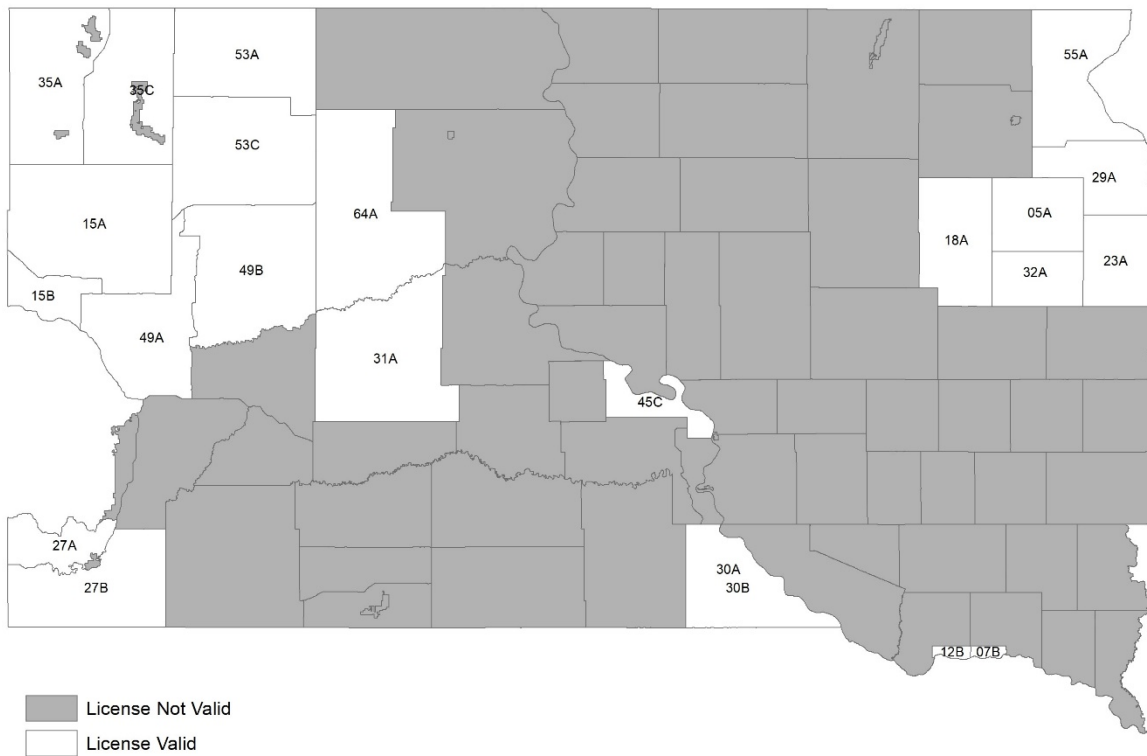 53A
55A
35A
35C
53C
29A
64A
05A
15A
18A
49B
23A
32A
15B
49A
31A
45C
27A
30A
27B
30B
12B
07B
License Not Valid
License Valid